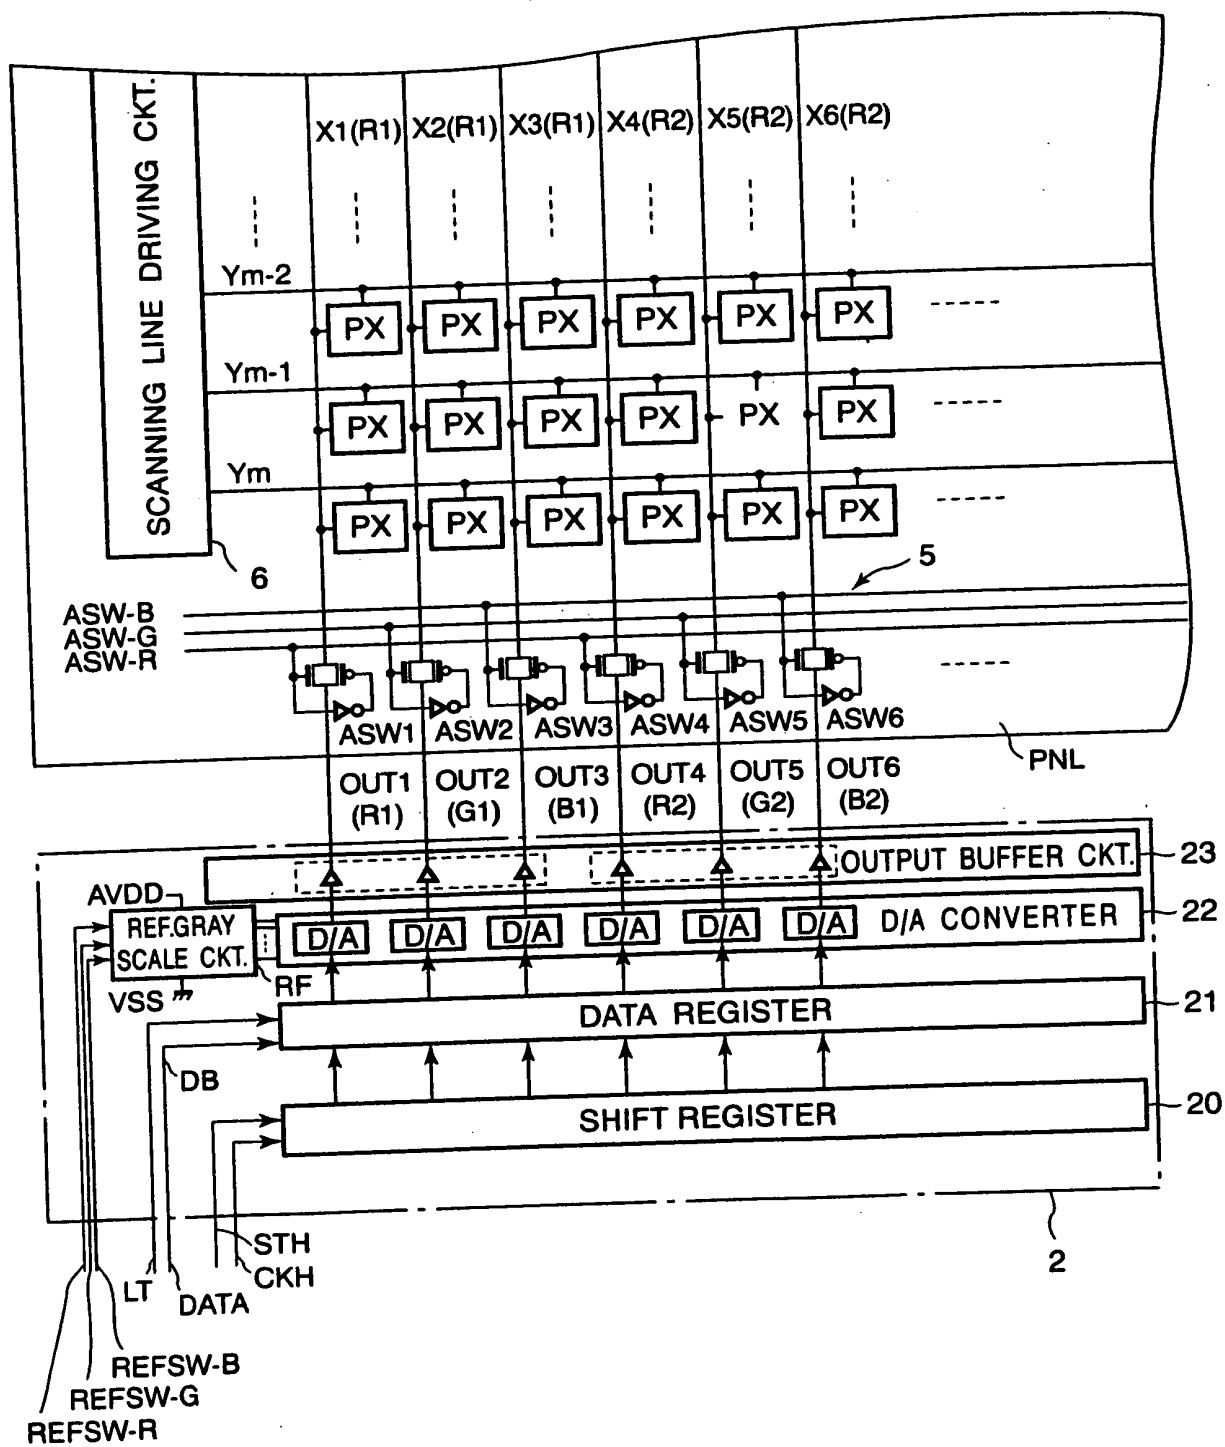 SCANNING LINE DRIVING CKT.
X1(R1) X2(R1) X3(R1) X4(R2) X5(R2) X6(R2)
Ym-2
PX PX PX PX PX PX
Ym-1
PX PX PX PX PX PX
Ym
PX PX PX PX PX PX
6
5
ASW-B
ASW-G
ASW-R
ASW1 ASW2 ASW3 ASW4 ASW5 ASW6
PNL
OUT1 OUT2 OUT3 OUT4 OUT5 OUT6
(R1) (G1) (B1) (R2) (G2) (B2)
OUTPUT BUFFER CKT. 23
AVDD
REF.GRAY
SCALE CKT.
D/A D/A D/A D/A D/A D/A D/A CONVERTER 22
VSS
RF
DATA REGISTER 21
DB
SHIFT REGISTER 20
STH
CKH
2
LT
DATA
REFSW-B
REFSW-G
REFSW-R